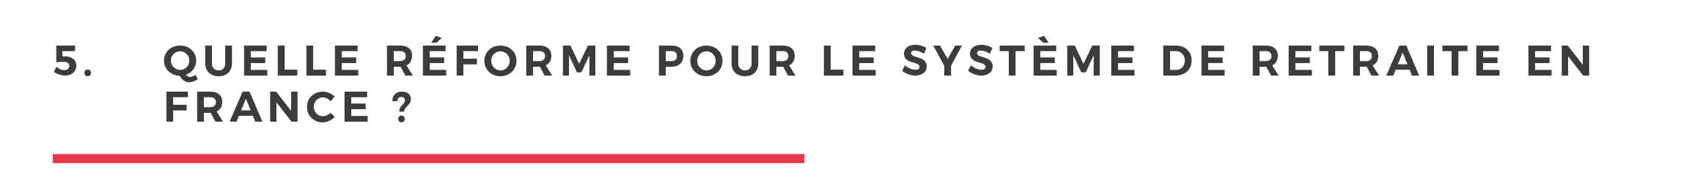 5. QUELLE RÉFORME POUR LE SYSTÈME DE RETRAITE EN
FRANCE ?